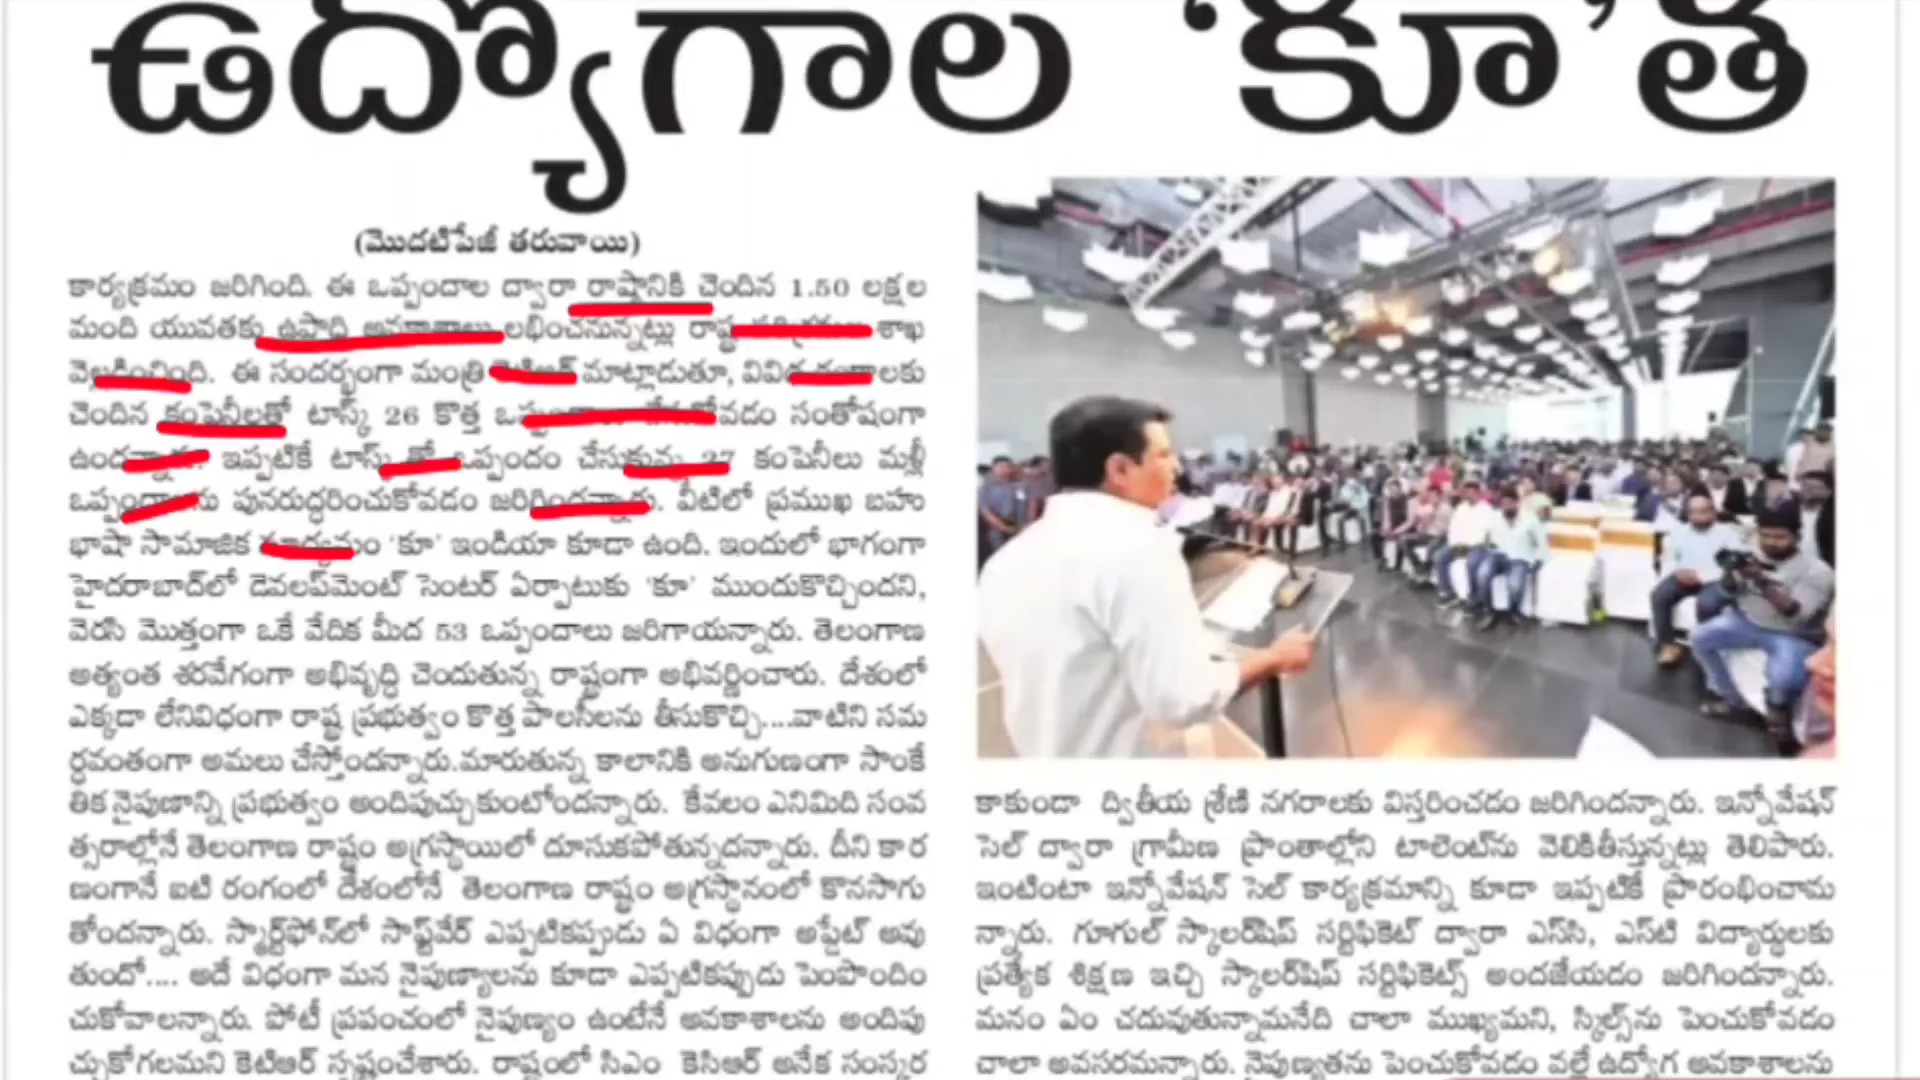 ఉద్యోగాల ‘కూ’త
(మొదటిపేజీ తరువాయి)
కార్యక్రమం జరిగింది. ఈ ఒప్పందాల ద్వారా రాష్ట్రానికి చెందిన 1.50 లక్షల
మంది యువతకు ఉపాధి అవకాశాలు లభించనున్నట్లు రాష్ట్ర శాఖ
వెల్లడించింది. ఈ సందర్భంగా మంత్రి మాట్లాడుతూ,
చెందిన కంపెనీలతో టాస్క్ 26 కొత్త సంతోషంగా
ఉందన్నారు. ఇప్పటికే టాస్క్ తో ఒప్పందం చేసుకున్న 27 కంపెనీలు మళ్లీ
పునరుద్ధరించుకోవడం జరిగిందన్నారు. వీటిలో ప్రముఖ బహు
భాషా సామాజిక ‘కూ’ ఇండియా కూడా ఉంది. ఇందులో భాగంగా
హైదరాబాద్‌లో డెవలప్‌మెంట్ సెంటర్ ఏర్పాటుకు ‘కూ’ ముందుకొచ్చిందని,
వెరసి మొత్తంగా ఒకే వేదిక మీద 53 ఒప్పందాలు జరిగాయన్నారు. తెలంగాణ
అత్యంత శరవేగంగా అభివృద్ధి చెందుతున్న రాష్ట్రంగా అభివర్ణించారు. దేశంలో
ఎక్కడా లేనివిధంగా రాష్ట్ర ప్రభుత్వం కొత్త పాలసీలను తీసుకొచ్చి....వాటిని సమ
ర్థవంతంగా అమలు చేస్తోందన్నారు.మారుతున్న కాలానికి అనుగుణంగా సాంకే
తిక నైపుణాన్ని ప్రభుత్వం అందిపుచ్చుకుంటోందన్నారు. కేవలం ఎనిమిది సంవ
త్సరాల్లోనే తెలంగాణ రాష్ట్రం అగ్రస్థాయిలో దూసుకపోతున్నదన్నారు. దీని కార
ణంగానే ఐటి రంగంలో దేశంలోనే తెలంగాణ రాష్ట్రం అగ్రస్థానంలో కొనసాగు
తోందన్నారు. స్మార్ట్‌ఫోన్‌లో సాఫ్ట్‌వేర్ ఎప్పటికప్పుడు ఏ విధంగా అప్డేట్ అవు
తుందో.... అదే విధంగా మన నైపుణ్యాలను కూడా ఎప్పటికప్పుడు పెంపొందిం
చుకోవాలన్నారు. పోటీ ప్రపంచంలో నైపుణ్యం ఉంటేనే అవకాశాలను అందిపు
చ్చుకోగలమని కెటిఆర్ స్పష్టంచేశారు. రాష్ట్రంలో సిఎం కెసిఆర్ అనేక సంస్కర
కాకుండా ద్వితీయ శ్రేణి నగరాలకు విస్తరించడం జరిగిందన్నారు. ఇన్నోవేషన్
సెల్ ద్వారా గ్రామీణ ప్రాంతాల్లోని టాలెంట్‌ను వెలికితీస్తున్నట్లు తెలిపారు.
ఇంటింటా ఇన్నోవేషన్ సెల్ కార్యక్రమాన్ని కూడా ఇప్పటికే ప్రారంభించామ
న్నారు. గూగుల్ స్కాలర్‌షిప్ సర్టిఫికెట్ ద్వారా ఎస్‌సి, ఎస్‌టి విద్యార్థులకు
ప్రత్యేక శిక్షణ ఇచ్చి స్కాలర్‌షిప్ సర్టిఫికెట్స్ అందజేయడం జరిగిందన్నారు.
మనం ఏం చదువుతున్నామనేది చాలా ముఖ్యమని, స్కిల్స్‌ను పెంచుకోవడం
చాలా అవసరమన్నారు. నైపుణ్యతను పెంచుకోవడం వల్లే ఉద్యోగ అవకాశాలను